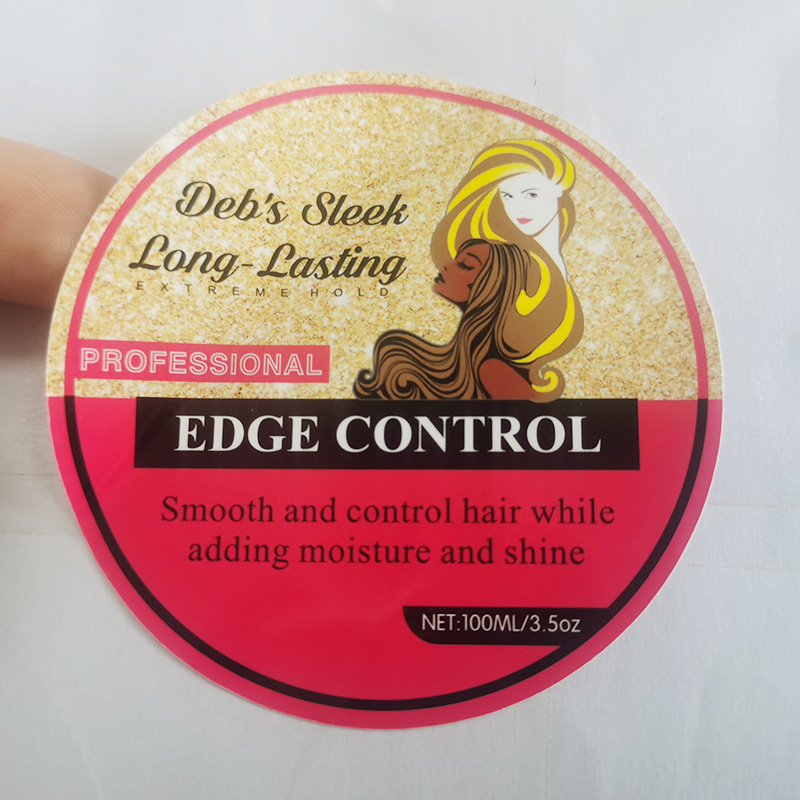 Deb's Sleek
Long-Lasting
EXTREME HOLD
PROFESSIONAL
EDGE CONTROL
Smooth and control hair while
adding moisture and shine
NET:100ML/3.5oz